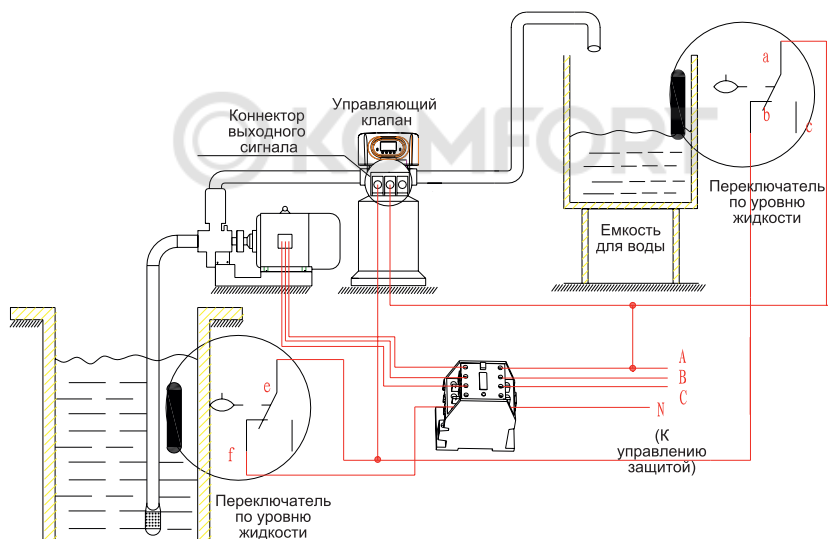 © KOMFORT
Коннектор
выходного
сигнала
Управляющий
клапан
a
b
c
Переключатель
по уровню
жидкости
Емкость
для воды
A
B
C
N
(К
управлению
защитой)
e
f
Переключатель
по уровню
жидкости